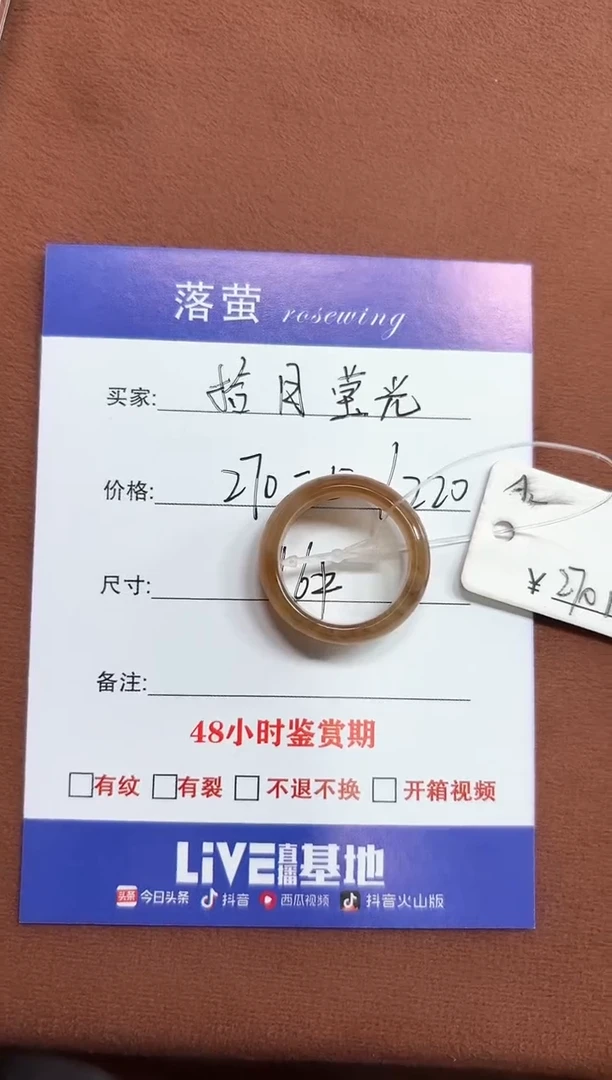 落萤 rosewing
买家: 拾月萤光
价格: 270 220
尺寸:
备注:
48小时鉴赏期
有纹 有裂 不退不换 开箱视频
LiVE直播基地
头条 今日头条 抖音 西瓜视频 抖音火山版
¥270